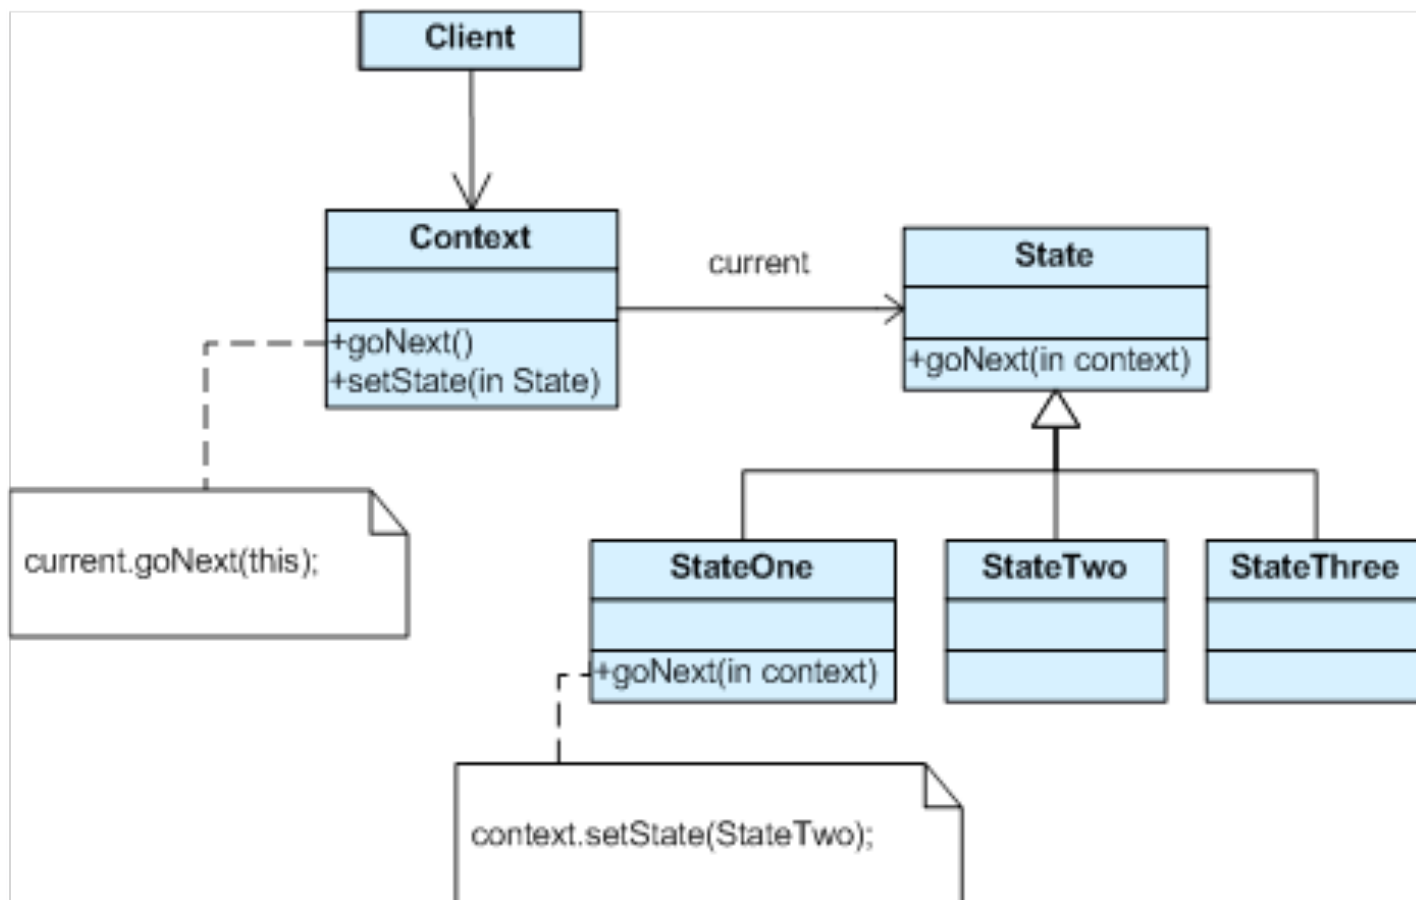 Client
Context
+goNext()
+setState(in State)
current
State
+goNext(in context)
current.goNext(this);
StateOne
+goNext(in context)
StateTwo
StateThree
context.setState(StateTwo);